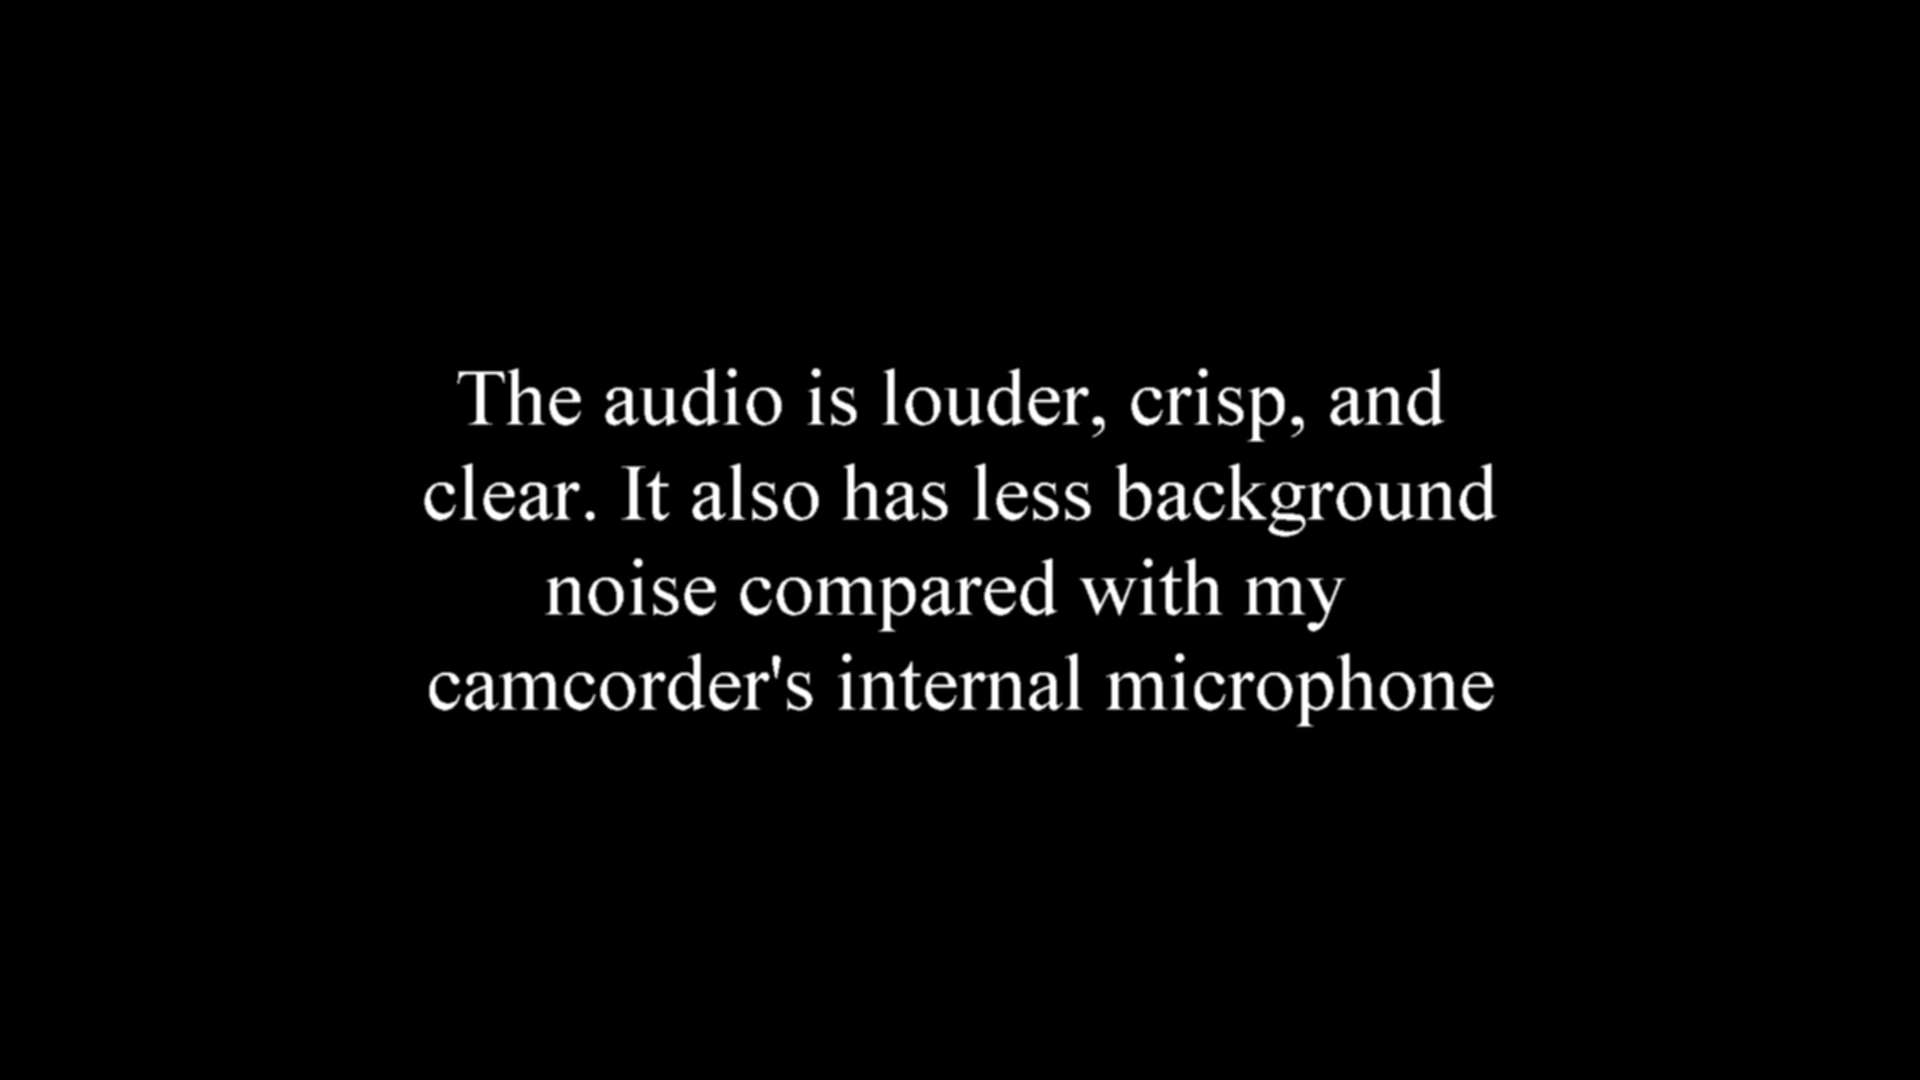 The audio is louder, crisp, and
clear. It also has less background
noise compared with my
camcorder's internal microphone